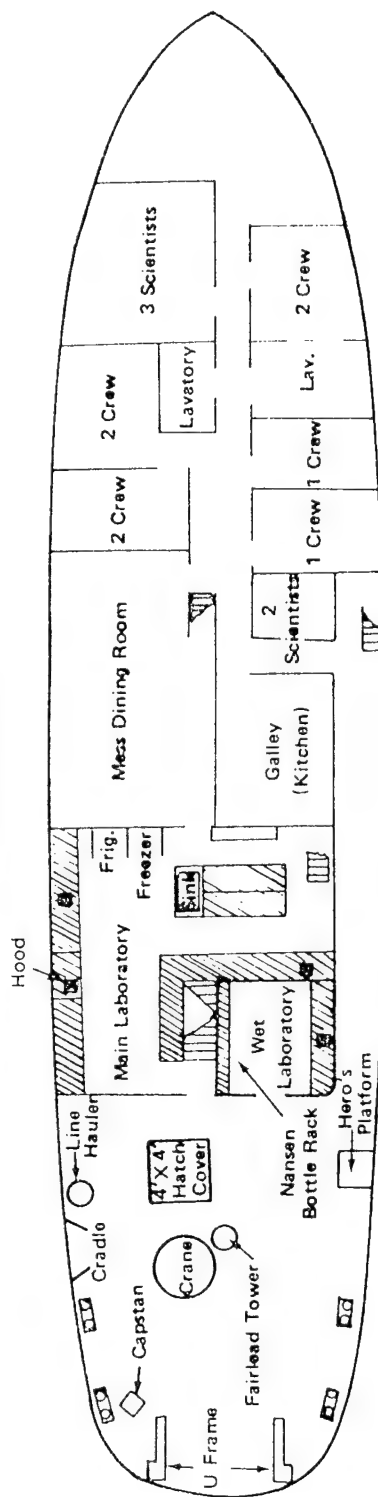 3 Scientists
2 Crew
Lavatory
2 Crew
Lav.
2 Crew
1 Crew
1 Crew
2
Scientists
Mess Dining Room
Galley
(Kitchen)
Frig.
Freezer
Sink
Hood
Main Laboratory
Wet
Laboratory
Nansen
Bottle Rack
Hero's
Platform
Line
Hauler
Cradle
4' X 4'
Hatch
Cover
Crane
Fairlead Tower
Capstan
U Frame